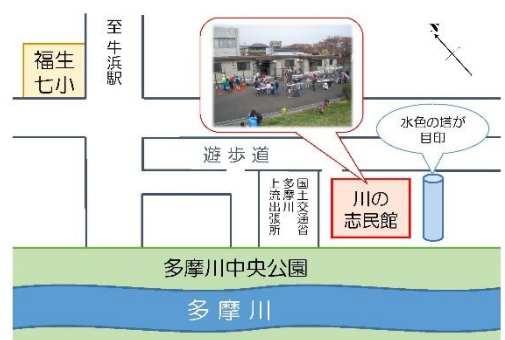 至 牛浜駅
福生
七小
N
水色の塔が
目印
遊歩道
国土交通省
多摩川
上流出張所
川の
志民館
多摩川中央公園
多摩川